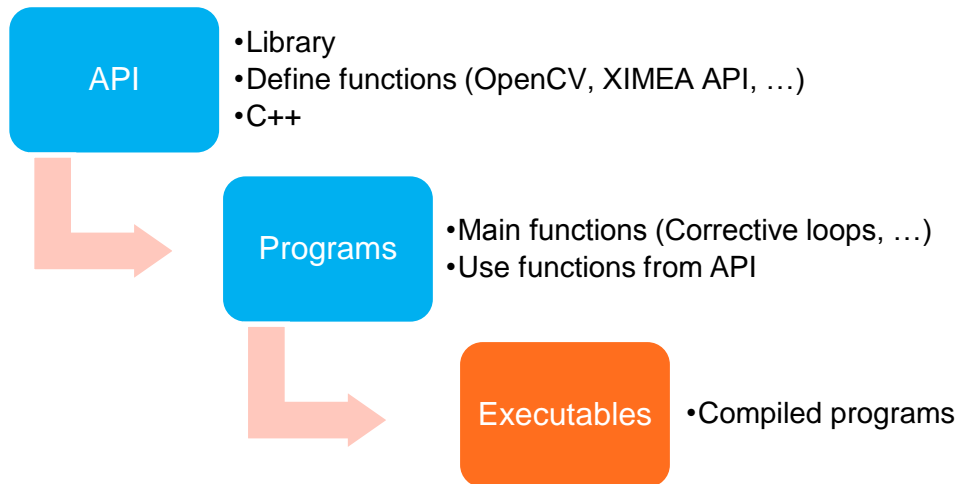 API
•Library
•Define functions (OpenCV, XIMEA API, …)
•C++
Programs
•Main functions (Corrective loops, …)
•Use functions from API
Executables
•Compiled programs